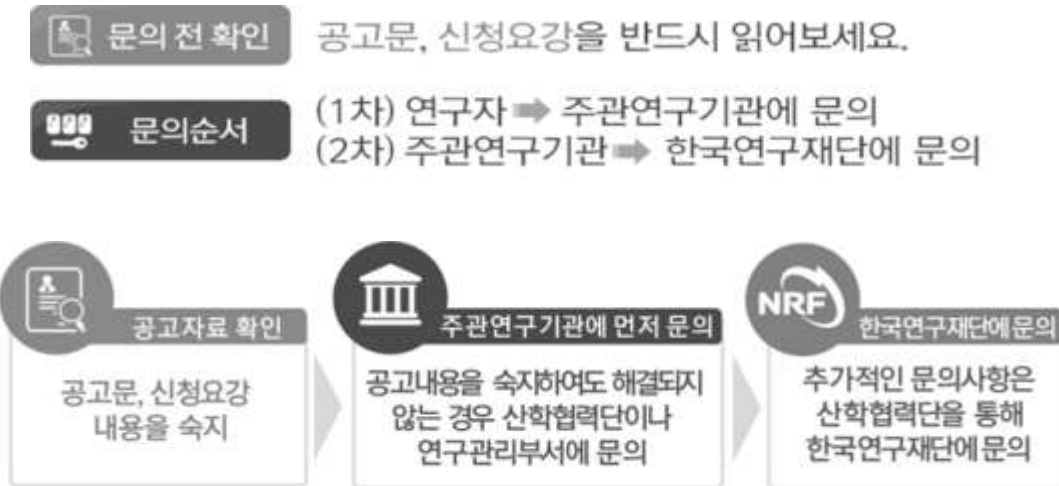 문의 전 확인 공고문, 신청요강을 반드시 읽어보세요.
문의순서 (1차) 연구자 ➡ 주관연구기관에 문의
(2차) 주관연구기관 ➡ 한국연구재단에 문의
공고자료 확인
공고문, 신청요강
내용을 숙지
주관연구기관에 먼저 문의
공고내용을 숙지하여도 해결되지
않는 경우 산학협력단이나
연구관리부서에 문의
NRF
한국연구재단에 문의
추가적인 문의사항은
산학협력단을 통해
한국연구재단에 문의